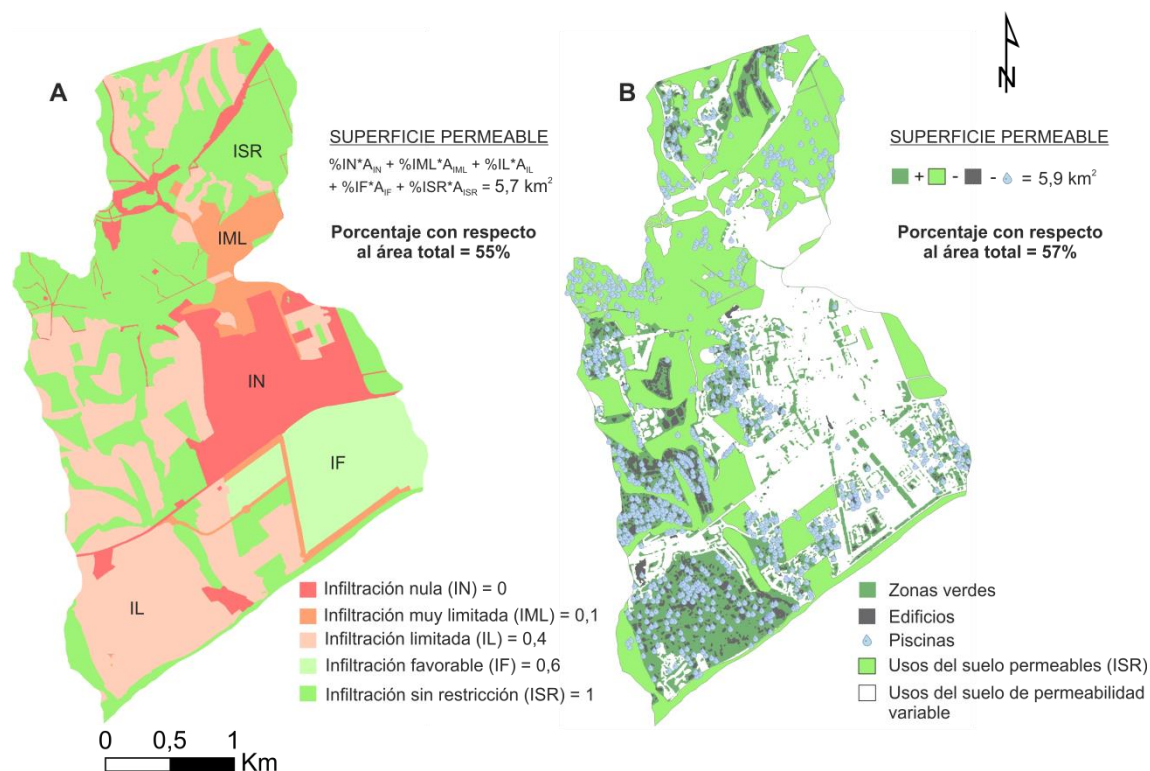 A
SUPERFICIE PERMEABLE
%IN*A_IN + %IML*A_IML + %IL*A_IL
+ %IF*A_IF + %ISR*A_ISR = 5,7 km²
Porcentaje con respecto
al área total = 55%
ISR
IML
IN
IF
IL
Infiltración nula (IN) = 0
Infiltración muy limitada (IML) = 0,1
Infiltración limitada (IL) = 0,4
Infiltración favorable (IF) = 0,6
Infiltración sin restricción (ISR) = 1
0 0,5 1
Km
N
B
SUPERFICIE PERMEABLE
+ - - = 5,9 km²
Porcentaje con respecto
al área total = 57%
Zonas verdes
Edificios
Piscinas
Usos del suelo permeables (ISR)
Usos del suelo de permeabilidad
variable